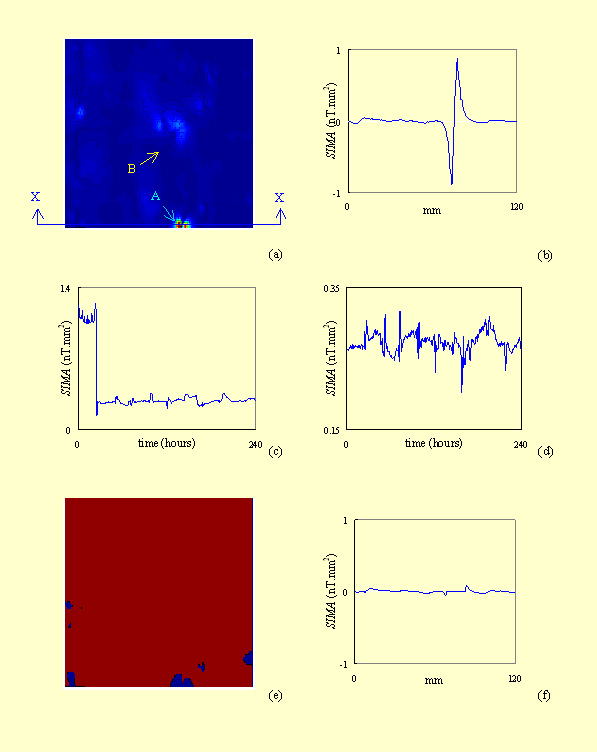 B
A
X
X
(a)
1
0
-1
SIMA (nT.mm²)
0
mm
120
(b)
14
0
SIMA (nT.mm²)
0
time (hours)
240
(c)
0.35
0.15
SIMA (nT.mm²)
0
time (hours)
240
(d)
(e)
1
0
-1
SIMA (nT.mm²)
0
mm
120
(f)